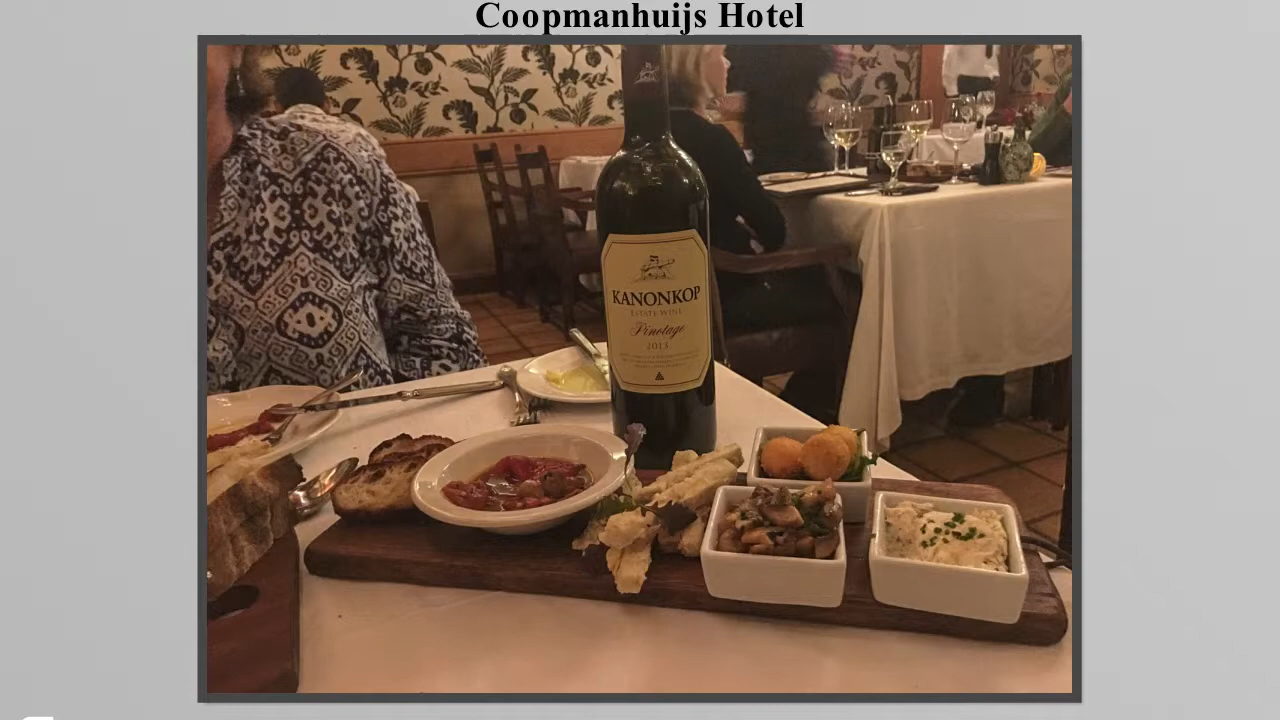 Coopmanhuijs Hotel
KANONKOP
ESTATE WINE
Pinotage
2013